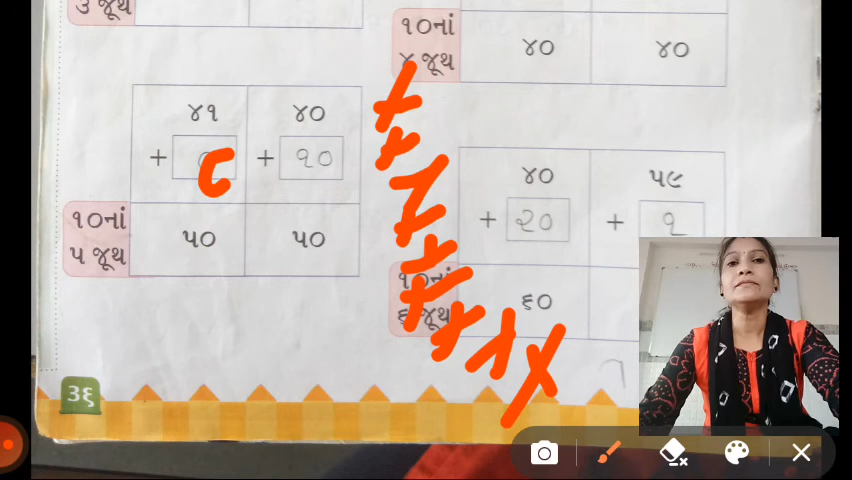 ૩ જૂથ
૧૦નાં
૪ જૂથ
૪૦ ૪૦
૪૧ ૪૦
+ + ૧૦
૧૦નાં
૫ જૂથ
૫૦ ૫૦
૪૦ ૫૯
+ ૨૦ + ૧
૧૦નાં
૬ જૂથ
૬૦
૩૬